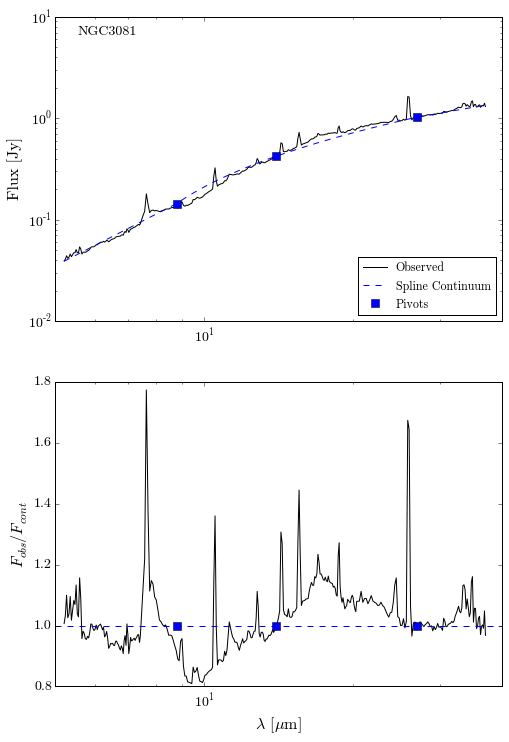 10^1
NGC3081
10^0
Flux [Jy]
10^-1
Observed
Spline Continuum
Pivots
10^-2
10^1
1.8
1.6
1.4
F_obs/F_cont
1.2
1.0
0.8
10^1
λ [μm]